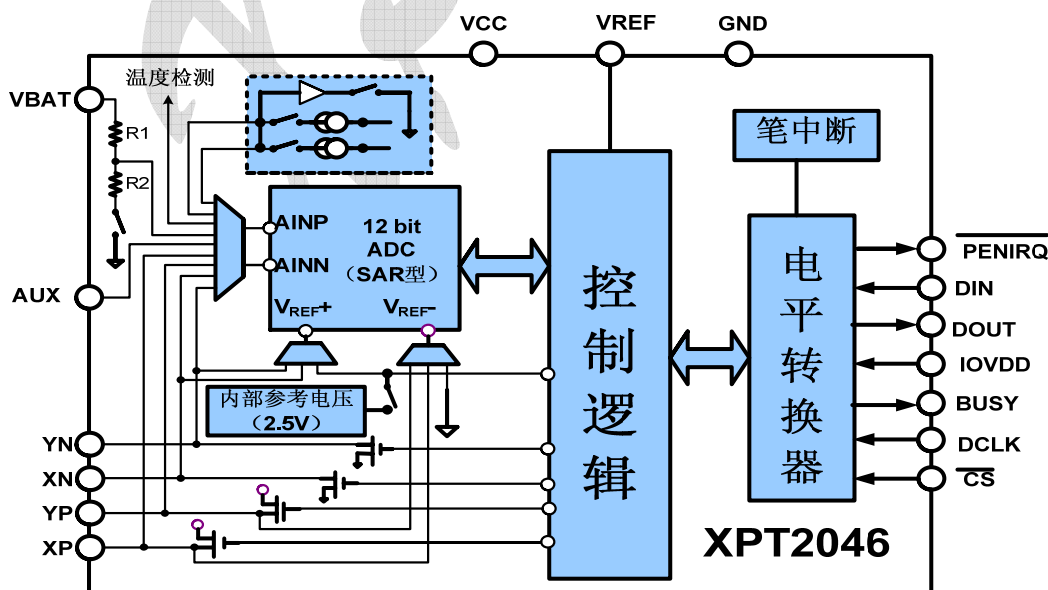 VCC
VREF
GND
温度检测
VBAT
R1
R2
AUX
AINP
AINN
12 bit
ADC
（SAR型）
VREF+
VREF-
内部参考电压
（2.5V）
YN
XN
YP
XP
控制逻辑
笔中断
电平转换器
PENIRQ
DIN
DOUT
IOVDD
BUSY
DCLK
CS
XPT2046